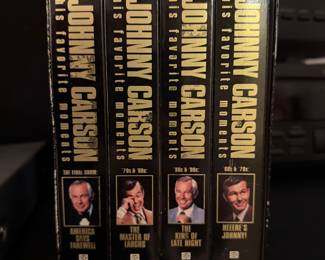 JOHNNY CARSON
his favorite moments
THE FINAL SHOW:
AMERICA
SAYS
FAREWELL
JOHNNY CARSON
his favorite moments
'70s & '80s:
THE MASTER
OF LAUGHS
JOHNNY CARSON
his favorite moments
'80s & '90s:
THE KING OF
LATE NIGHT
JOHNNY CARSON
his favorite moments
'60s & '70s:
HEEERE'S
JOHNNY!